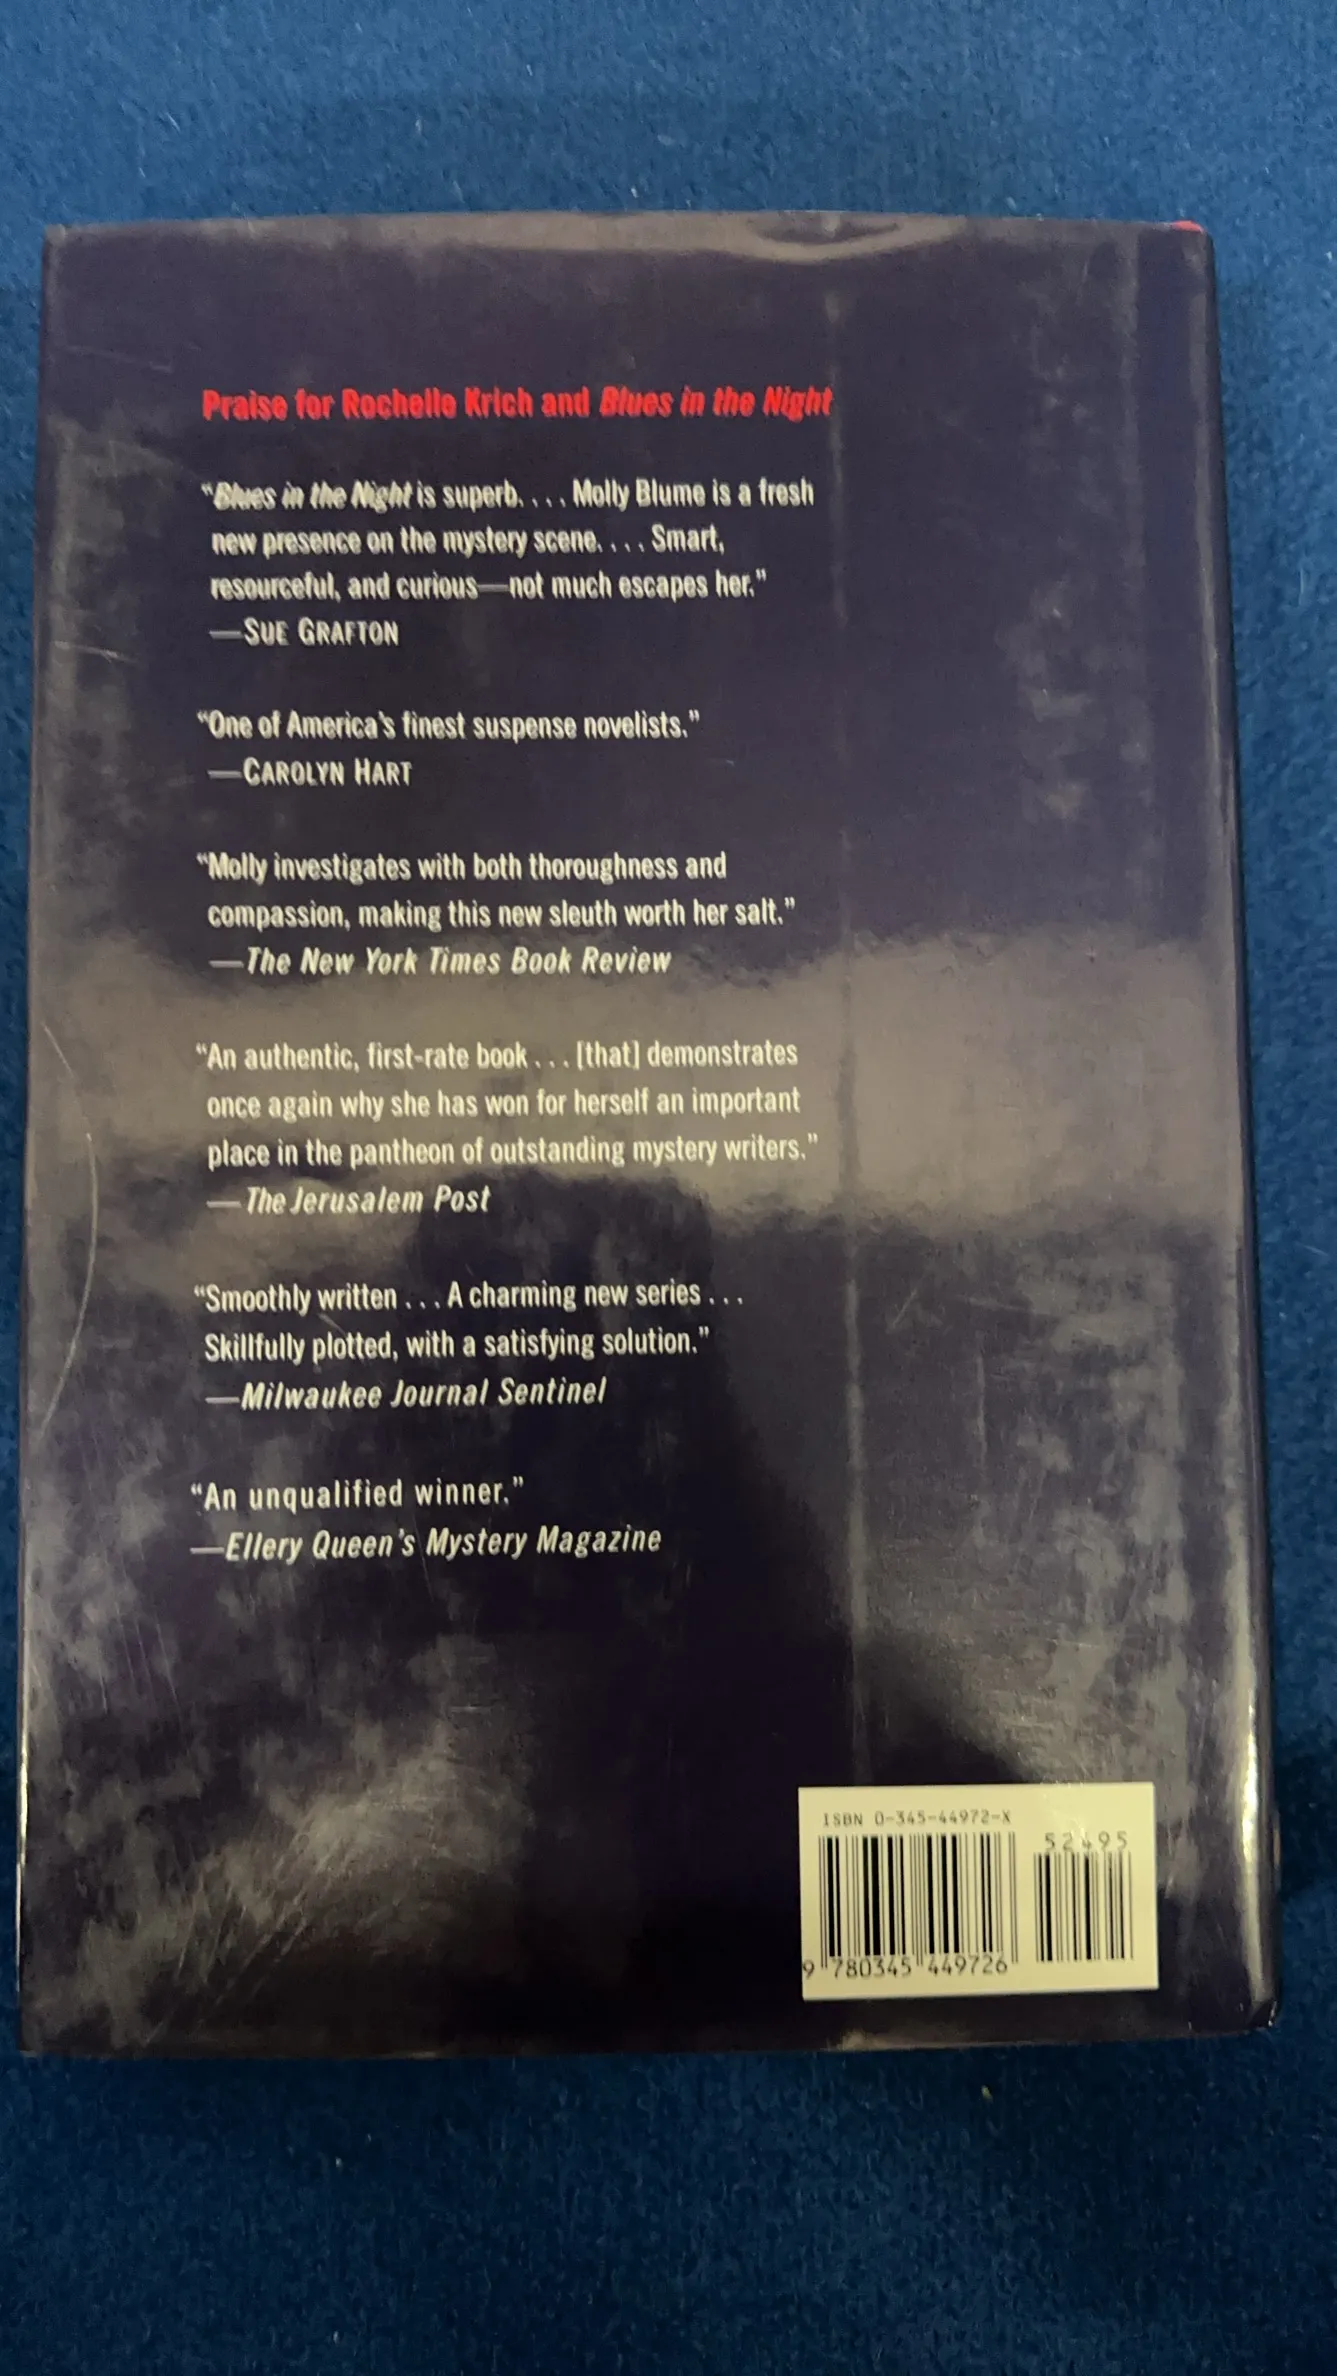 Praise for Rochelle Krich and Blues in the Night
“Blues in the Night is superb. . . . Molly Blume is a fresh
new presence on the mystery scene. . . . Smart,
resourceful, and curious—not much escapes her.”
—SUE GRAFTON
“One of America’s finest suspense novelists.”
—CAROLYN HART
“Molly investigates with both thoroughness and
compassion, making this new sleuth worth her salt.”
—The New York Times Book Review
“An authentic, first-rate book . . . [that] demonstrates
once again why she has won for herself an important
place in the pantheon of outstanding mystery writers.”
—The Jerusalem Post
“Smoothly written . . . A charming new series . . .
Skillfully plotted, with a satisfying solution.”
—Milwaukee Journal Sentinel
“An unqualified winner.”
—Ellery Queen’s Mystery Magazine
ISBN 0-345-44972-X
52495
9 780345 449726